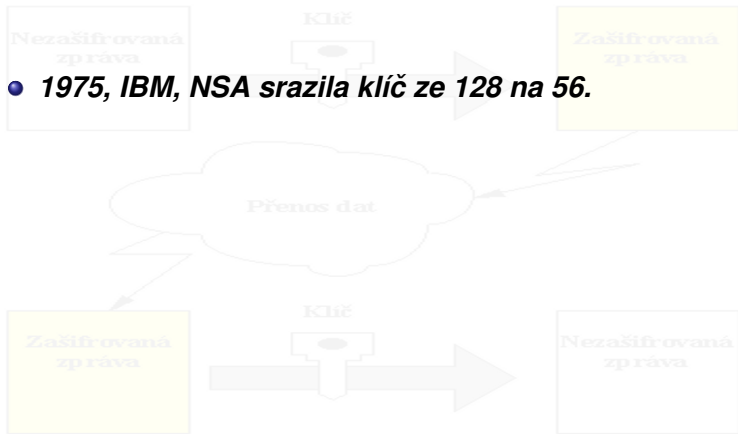 Klíč
Nezašifrovaná
zpráva
Zašifrovaná
zpráva
1975, IBM, NSA srazila klíč ze 128 na 56.
Přenos dat
Klíč
Zašifrovaná
zpráva
Nezašifrovaná
zpráva